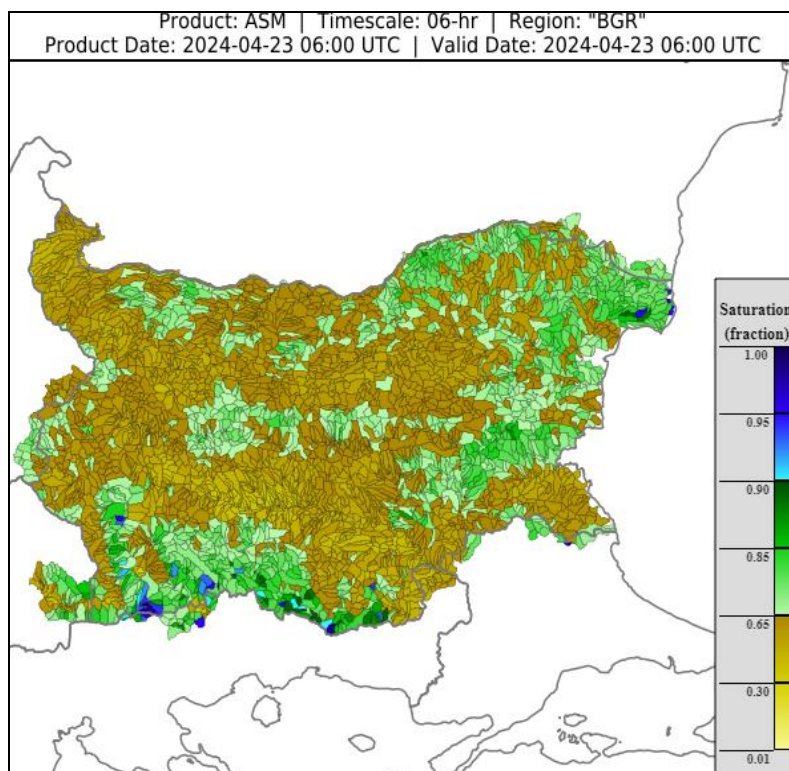 Product: ASM | Timescale: 06-hr | Region: "BGR"
Product Date: 2024-04-23 06:00 UTC | Valid Date: 2024-04-23 06:00 UTC
Saturation
(fraction)
1.00
0.95
0.90
0.85
0.65
0.30
0.01